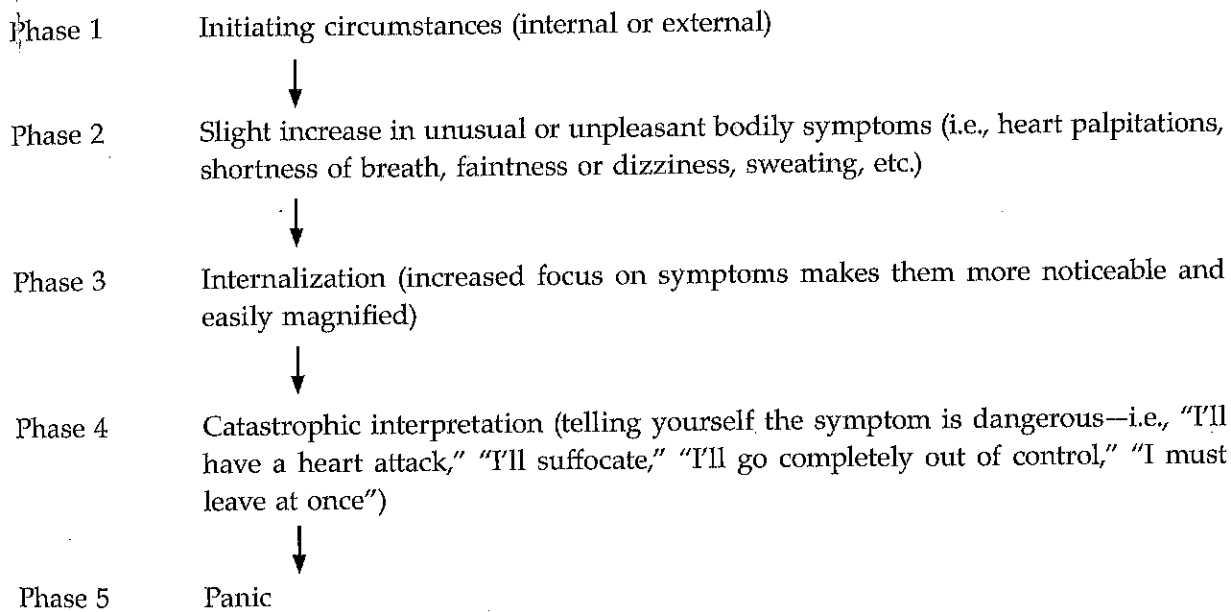 Phase 1 Initiating circumstances (internal or external)
Phase 2 Slight increase in unusual or unpleasant bodily symptoms (i.e., heart palpitations,
shortness of breath, faintness or dizziness, sweating, etc.)
Phase 3 Internalization (increased focus on symptoms makes them more noticeable and
easily magnified)
Phase 4 Catastrophic interpretation (telling yourself the symptom is dangerous—i.e., "I'll
have a heart attack," "I'll suffocate," "I'll go completely out of control," "I must
leave at once")
Phase 5 Panic